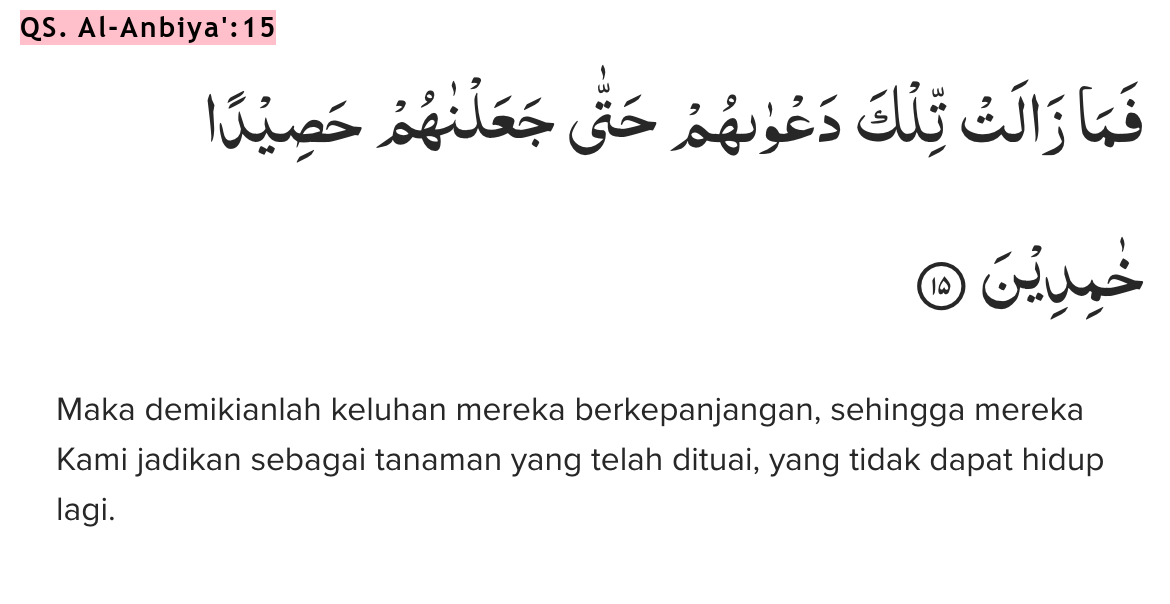 QS. Al-Anbiya':15
فَمَا زَالَتْ تِّلْكَ دَعْوٰىهُمْ حَتّٰى جَعَلْنٰهُمْ حَصِيْدًا
خٰمِدِيْنَ ۝١٥
Maka demikianlah keluhan mereka berkepanjangan, sehingga mereka
Kami jadikan sebagai tanaman yang telah dituai, yang tidak dapat hidup
lagi.